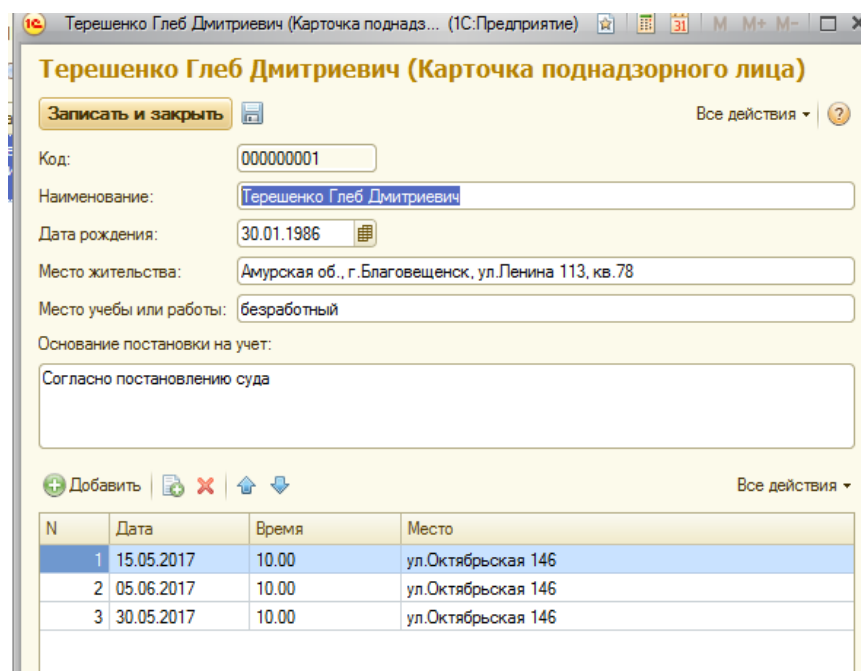 Терешенко Глеб Дмитриевич (Карточка поднадз... (1С:Предприятие) 31 M M+ M-
Терешенко Глеб Дмитриевич (Карточка поднадзорного лица)
Записать и закрыть Все действия
Код: 000000001
Наименование: Терешенко Глеб Дмитриевич
Дата рождения: 30.01.1986
Место жительства: Амурская об., г.Благовещенск, ул.Ленина 113, кв.78
Место учебы или работы: безработный
Основание постановки на учет:
Согласно постановлению суда
Добавить Все действия
N Дата Время Место
1 15.05.2017 10.00 ул.Октябрьская 146
2 05.06.2017 10.00 ул.Октябрьская 146
3 30.05.2017 10.00 ул.Октябрьская 146